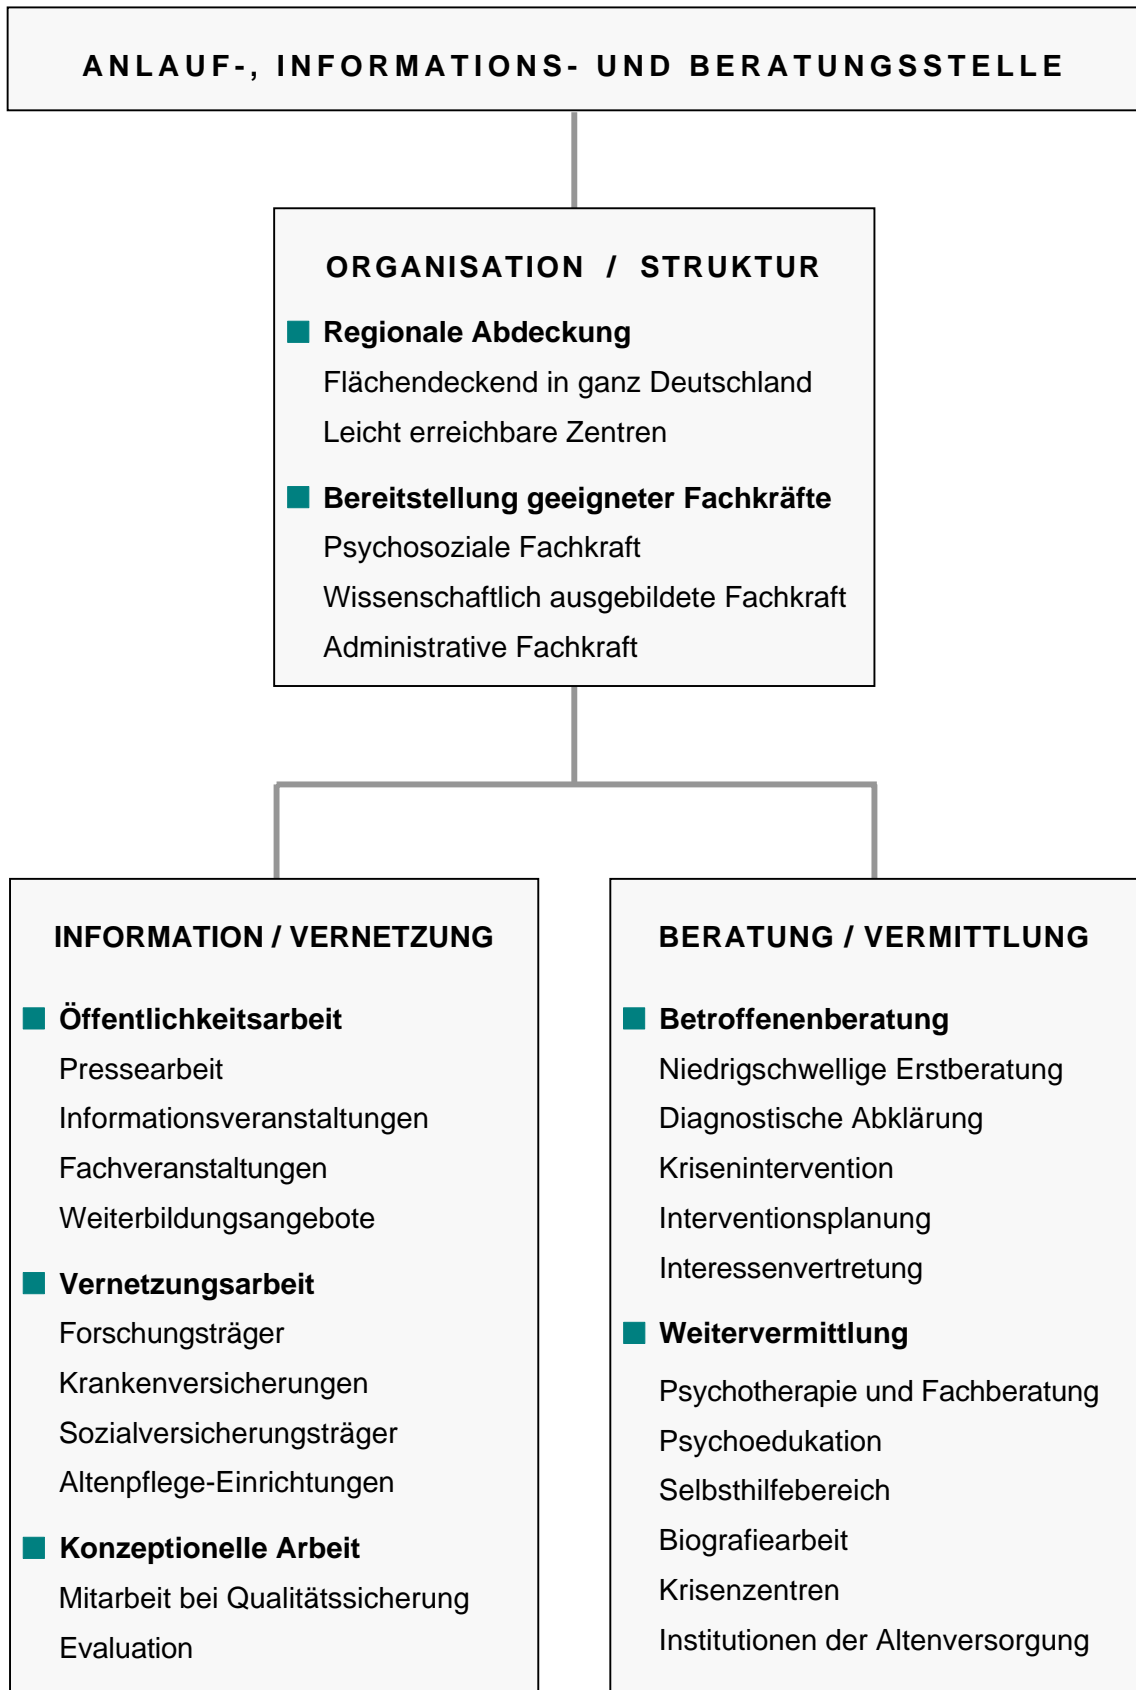 ANLAUF-, INFORMATIONS- UND BERATUNGSSTELLE
ORGANISATION / STRUKTUR
Regionale Abdeckung
Flächendeckend in ganz Deutschland
Leicht erreichbare Zentren
Bereitstellung geeigneter Fachkräfte
Psychosoziale Fachkraft
Wissenschaftlich ausgebildete Fachkraft
Administrative Fachkraft
INFORMATION / VERNETZUNG
Öffentlichkeitsarbeit
Pressearbeit
Informationsveranstaltungen
Fachveranstaltungen
Weiterbildungsangebote
Vernetzungsarbeit
Forschungsträger
Krankenversicherungen
Sozialversicherungsträger
Altenpflege-Einrichtungen
Konzeptionelle Arbeit
Mitarbeit bei Qualitätssicherung
Evaluation
BERATUNG / VERMITTLUNG
Betroffenenberatung
Niedrigschwellige Erstberatung
Diagnostische Abklärung
Krisenintervention
Interventionsplanung
Interessenvertretung
Weitervermittlung
Psychotherapie und Fachberatung
Psychoedukation
Selbsthilfebereich
Biografiearbeit
Krisenzentren
Institutionen der Altenversorgung